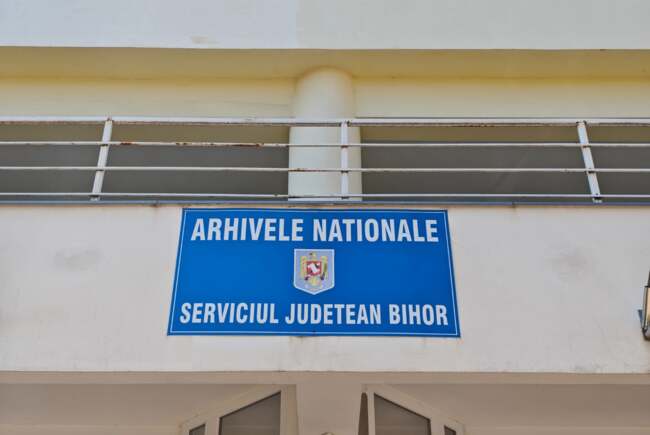 ARHIVELE NATIONALE
SERVICIUL JUDETEAN BIHOR